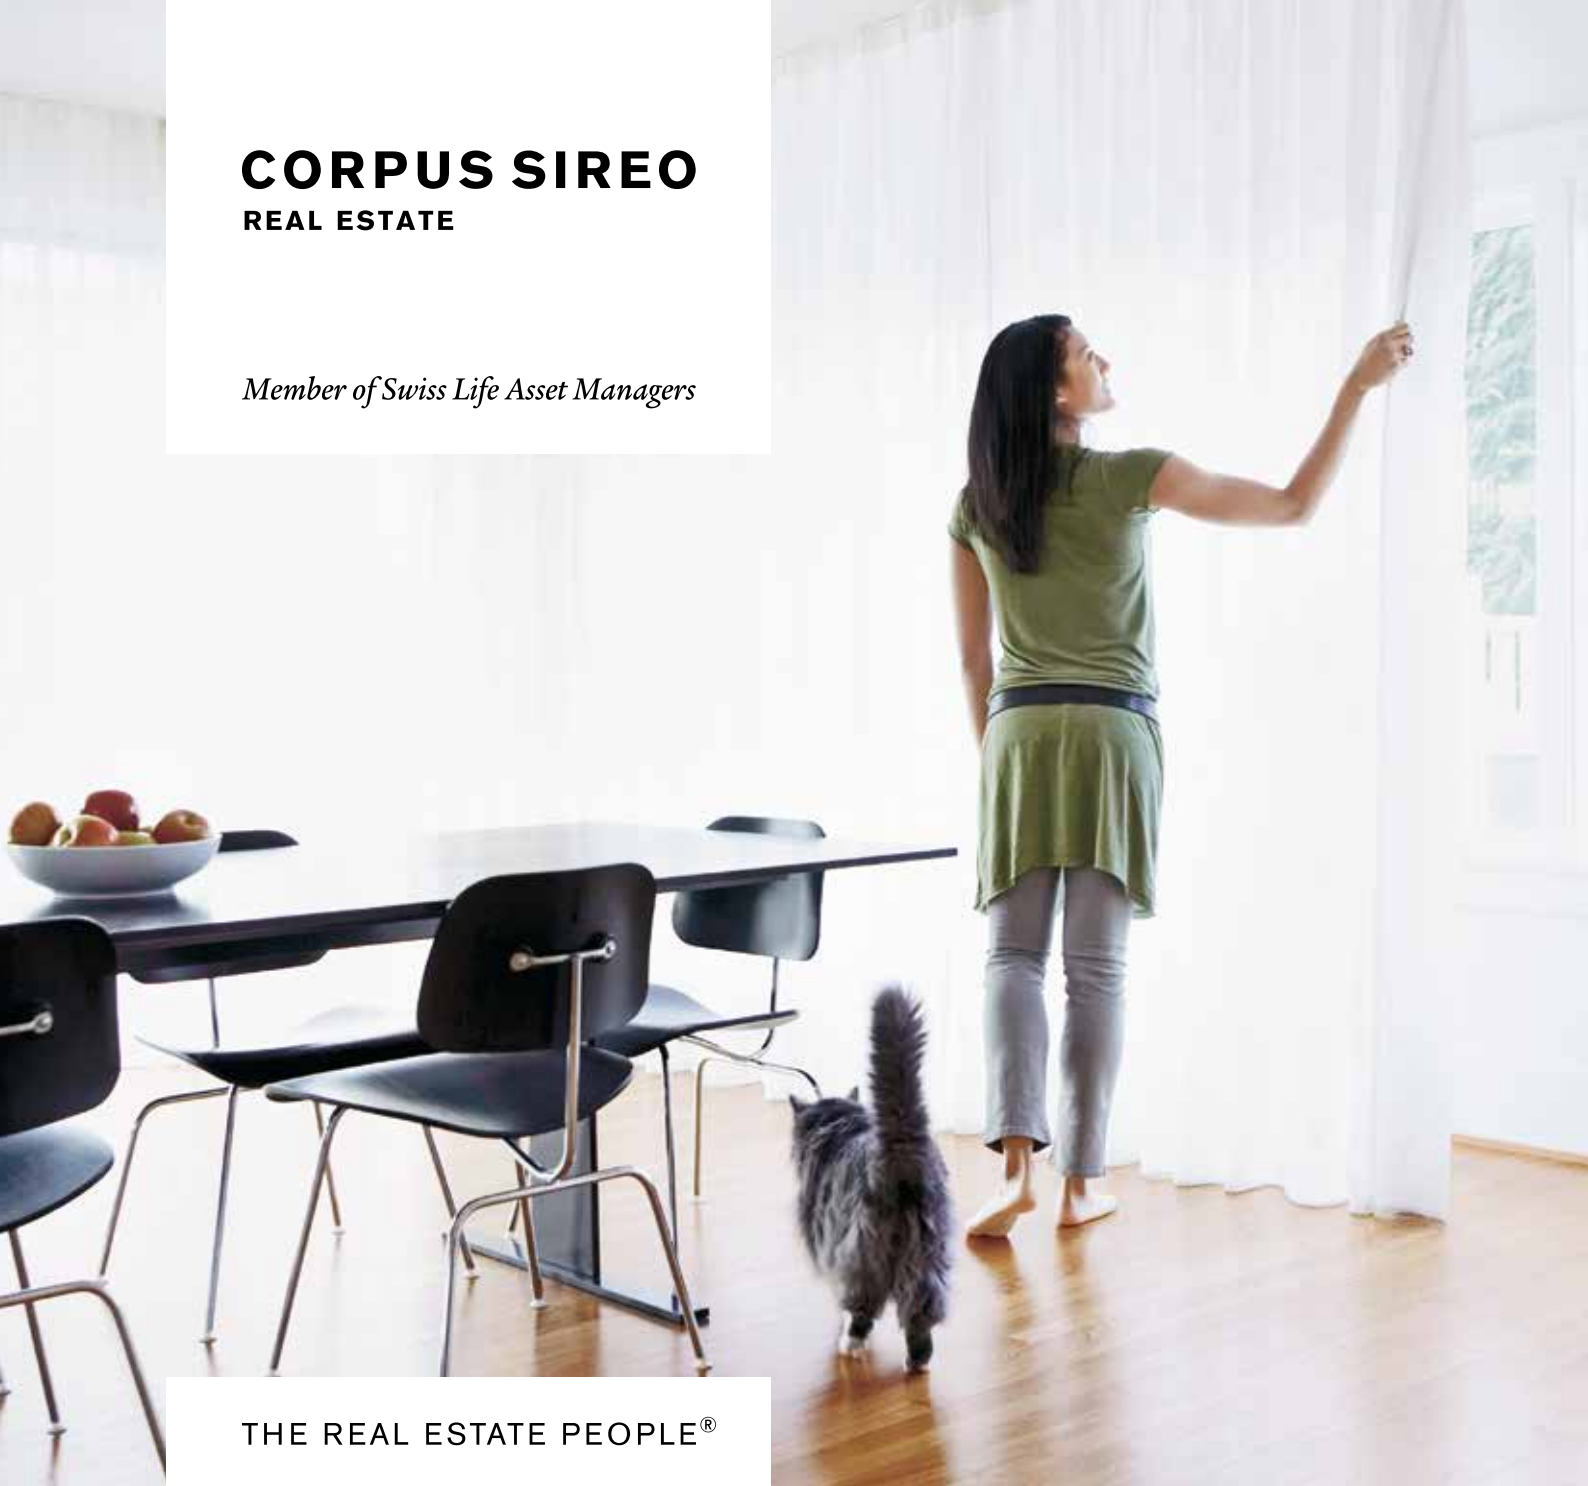 CORPUS SIREO
REAL ESTATE
Member of Swiss Life Asset Managers
THE REAL ESTATE PEOPLE®